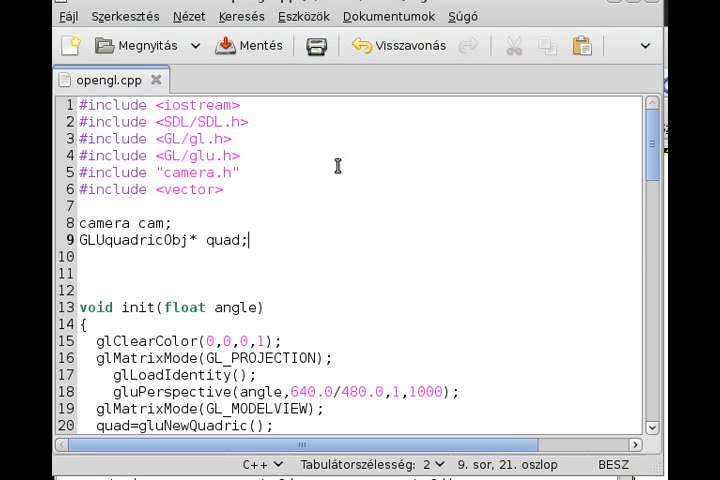 Fájl Szerkesztés Nézet Keresés Eszközök Dokumentumok Súgó
Megnyitás Mentés Visszavonás
opengl.cpp
1 #include <iostream>
2 #include <SDL/SDL.h>
3 #include <GL/gl.h>
4 #include <GL/glu.h>
5 #include "camera.h"
6 #include <vector>
7
8 camera cam;
9 GLUquadricObj* quad;
10
11
12
13 void init(float angle)
14 {
15 glClearColor(0,0,0,1);
16 glMatrixMode(GL_PROJECTION);
17 glLoadIdentity();
18 gluPerspective(angle,640.0/480.0,1,1000);
19 glMatrixMode(GL_MODELVIEW);
20 quad=gluNewQuadric();
C++ Tabulátorszélesség: 2 9. sor, 21. oszlop BESZ